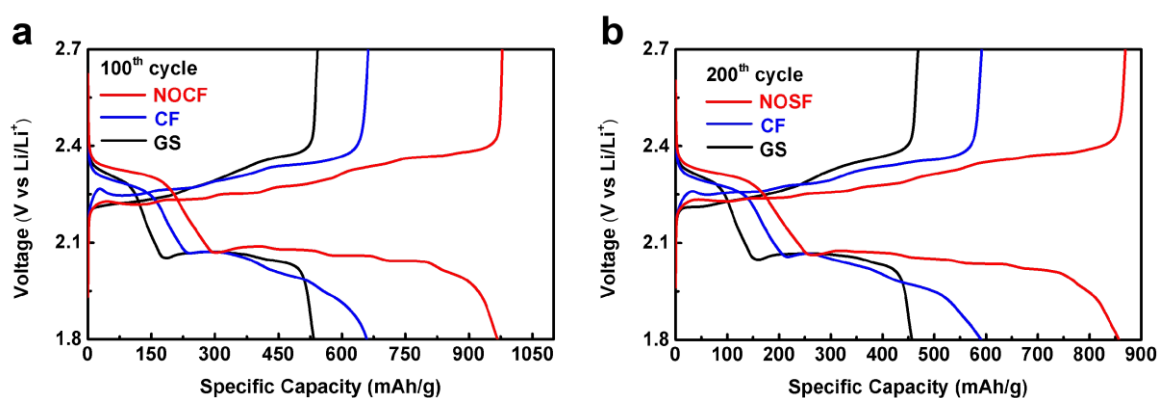 a
2.7
2.4
2.1
1.8
Voltage (V vs Li/Li⁺)
100ᵗʰ cycle
NOCF
CF
GS
0 150 300 450 600 750 900 1050
Specific Capacity (mAh/g)
b
2.7
2.4
2.1
1.8
Voltage (V vs Li/Li⁺)
200ᵗʰ cycle
NOSF
CF
GS
0 100 200 300 400 500 600 700 800 900
Specific Capacity (mAh/g)